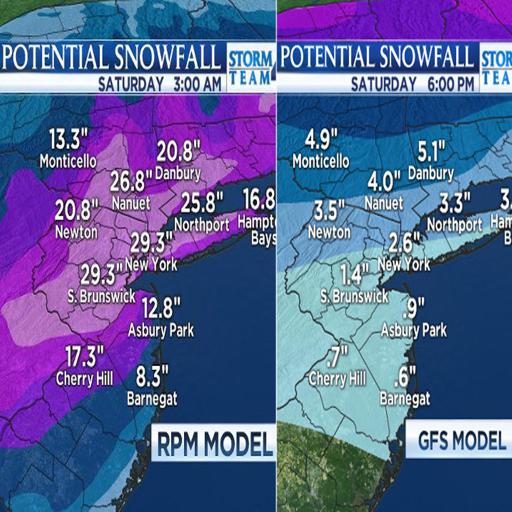 POTENTIAL SNOWFALL
STORM
TEAM
SATURDAY 3:00 AM
13.3"
Monticello
20.8"
Danbury
26.8"
Nanuet
20.8"
Newton
25.8"
Northport
16.8
Hampt
Bays
29.3"
New York
29.3"
S. Brunswick
12.8"
Asbury Park
17.3"
Cherry Hill
8.3"
Barnegat
RPM MODEL
POTENTIAL SNOWFALL
STO
TEA
SATURDAY 6:00 PM
4.9"
Monticello
5.1"
Danbury
4.0"
Nanuet
3.5"
Newton
3.3"
Northport
3.
Ham
B
2.6"
New York
1.4"
S. Brunswick
.9"
Asbury Park
.7"
Cherry Hill
.6"
Barnegat
GFS MODEL